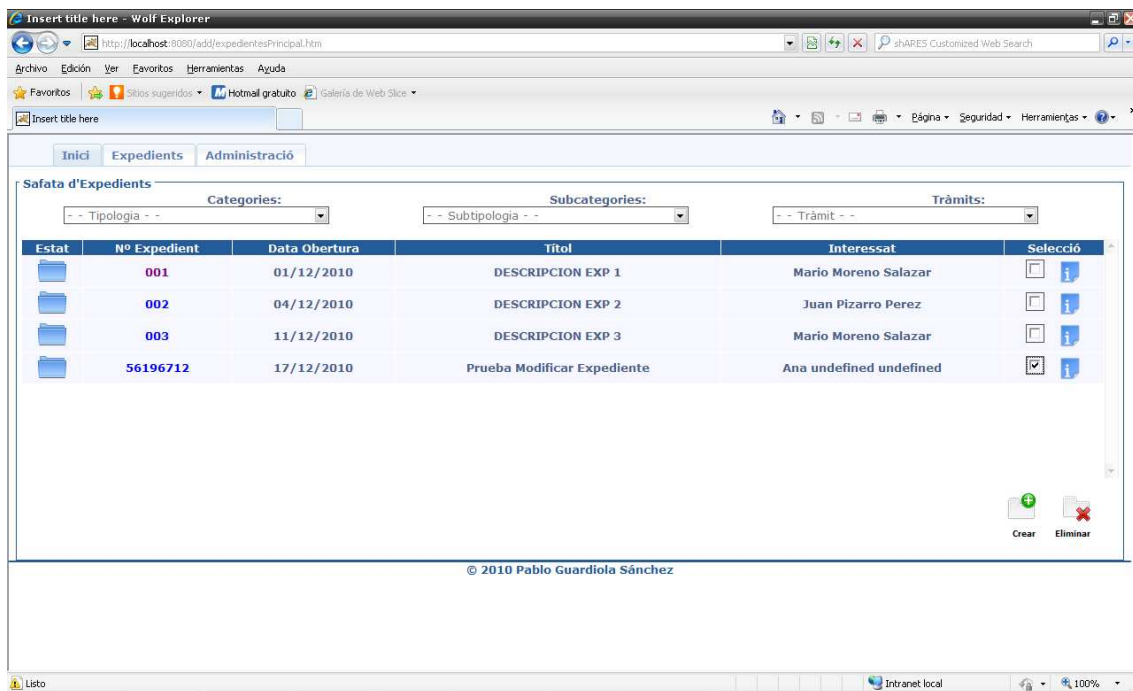 Insert title here - Wolf Explorer
http://localhost:8080/add/expedientesPrincipal.htm shARES Customized Web Search
Archivo Edición Ver Favoritos Herramientas Ayuda
Favoritos Sitios sugeridos Hotmail gratuito Galería de Web Slice
Insert title here Página Seguridad Herramientas
Inici Expedients Administració
Safata d'Expedients
Categories: Subcategories: Tràmits:
- - Tipologia - - - - Subtipologia - - - - Tràmit - -
Estat Nº Expedient Data Obertura Títol Interessat Selecció
001 01/12/2010 DESCRIPCION EXP 1 Mario Moreno Salazar
002 04/12/2010 DESCRIPCION EXP 2 Juan Pizarro Perez
003 11/12/2010 DESCRIPCION EXP 3 Mario Moreno Salazar
56196712 17/12/2010 Prueba Modificar Expediente Ana undefined undefined
Crear Eliminar
© 2010 Pablo Guardiola Sánchez
Listo Intranet local 100%